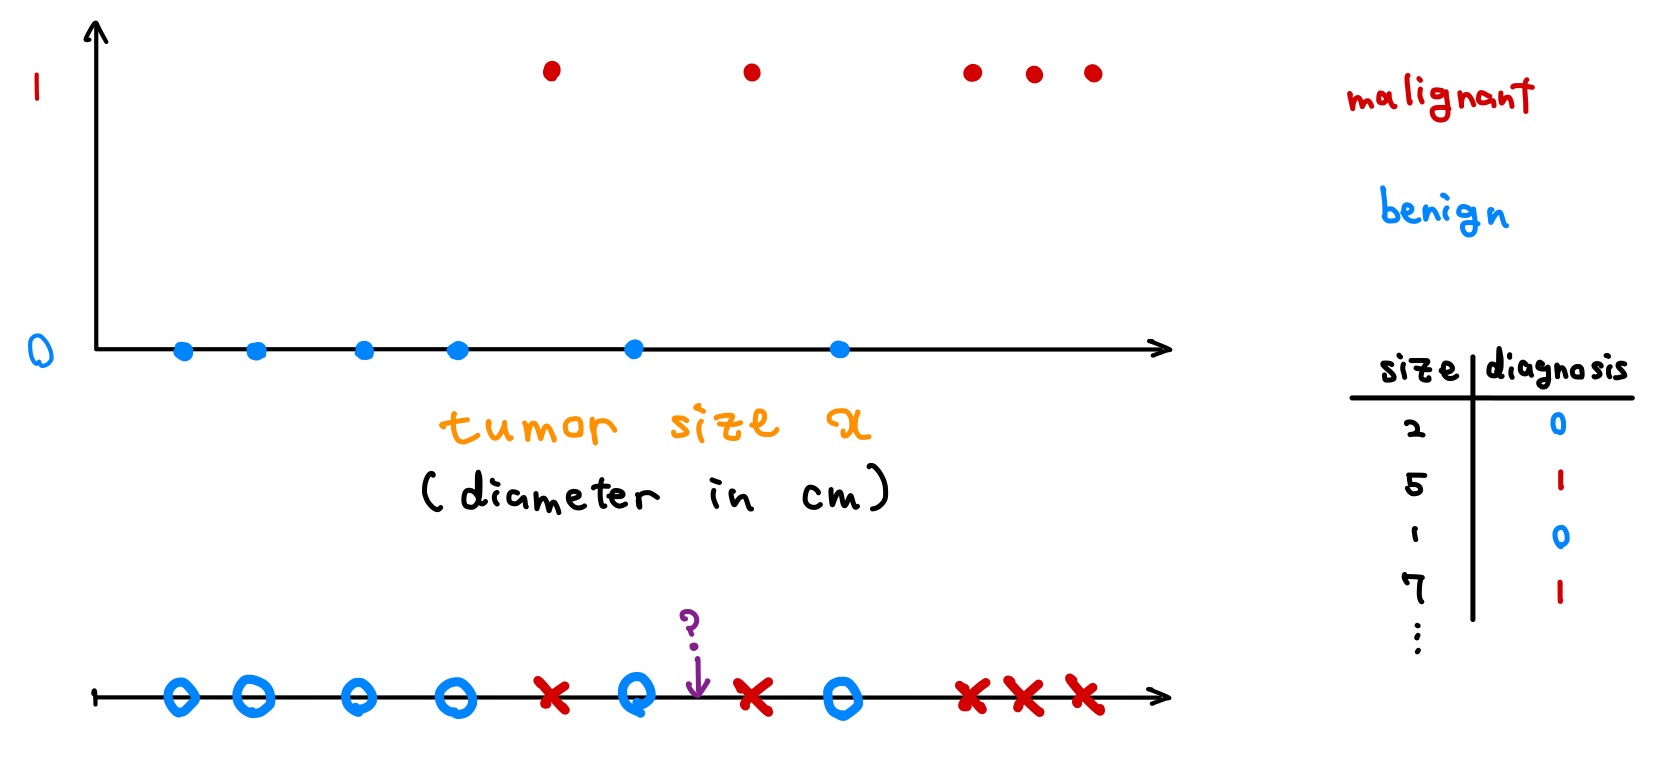 1
malignant
benign
0
tumor size x
(diameter in cm)
size diagnosis
2 0
5 1
1 0
7 1
⋮
?